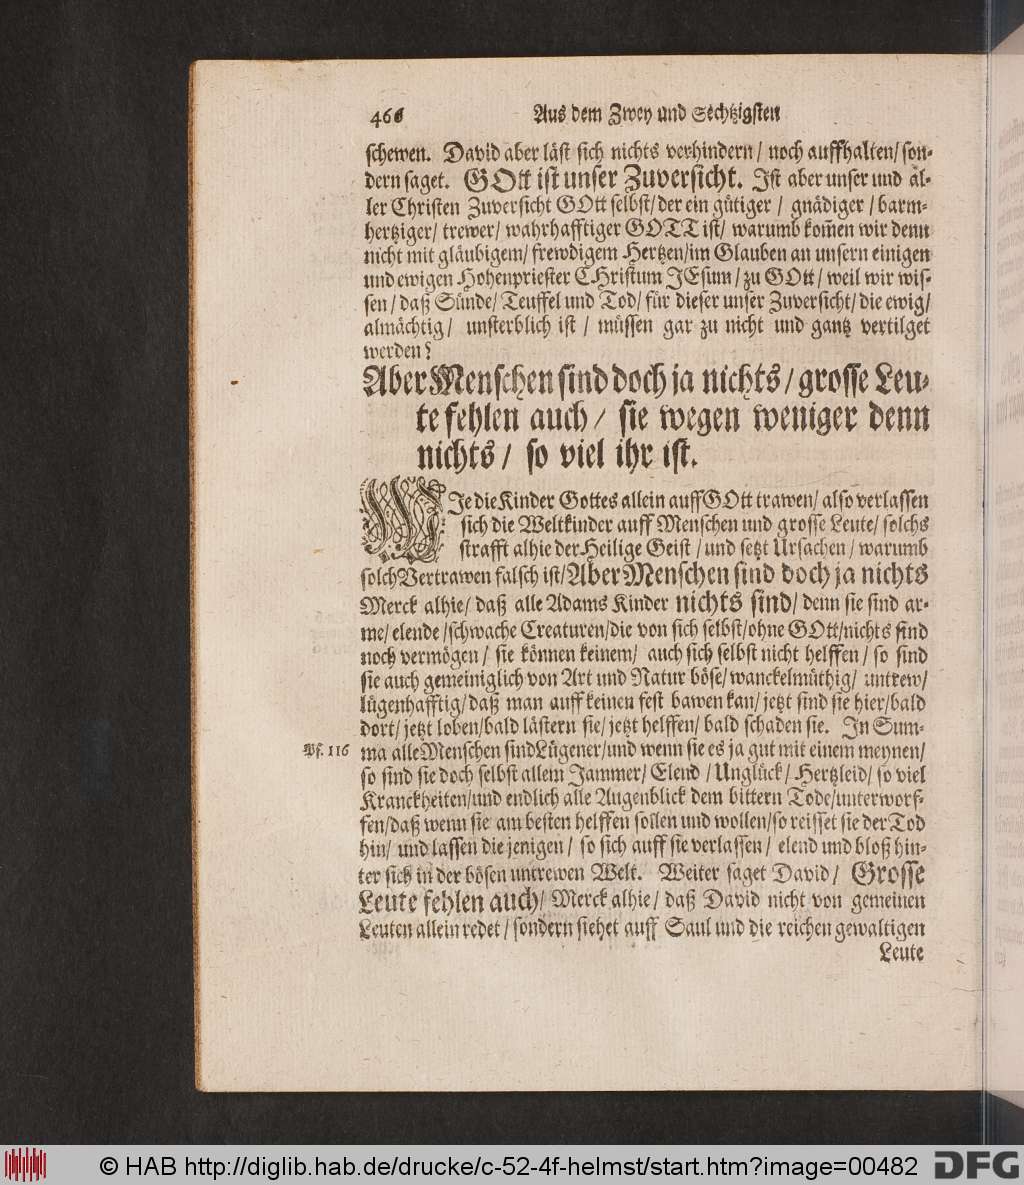 466 Aus dem Zwey und Sechtzigsten
schewen. David aber läst sich nichts verhindern / noch auffhalten / son-
dern saget. GOtt ist unser Zuversicht. Ist aber unser und al-
ler Christen Zuversicht GOtt selbst / der ein gütiger / gnädiger / barm-
hertziger / trewer / wahrhafftiger GOTT ist / warumb kom̃en wir denn
nicht mit gläubigem / frewdigem Hertzen / im Glauben an unsern einigen
und ewigen Hohenpriester CHristum JEsum / zu GOtt / weil wir wis-
sen / daß Sünde / Teuffel und Tod / für dieser unser Zuversicht / die ewig /
almächtig / unsterblich ist / müssen gar zu nicht und gantz vertilget
werden?
Aber Menschen sind doch ja nichts / grosse Leu-
te fehlen auch / sie wegen weniger denn
nichts / so viel ihr ist.
WIe die Kinder Gottes allein auff GOtt trawen / also verlassen
sich die Weltkinder auff Menschen und grosse Leute / solchs
strafft alhie der Heilige Geist / und setzt Ursachen / warumb
solch Vertrawen falsch ist / Aber Menschen sind doch ja nichts
Merck alhie / daß alle Adams Kinder nichts sind / denn sie sind ar-
me / elende / schwache Creaturen / die von sich selbst / ohne GOtt / nichts sind
noch vermögen / sie können keinem / auch sich selbst nicht helffen / so sind
sie auch gemeiniglich von Art und Natur böse / wanckelmüthig / untrew /
lügenhafftig / daß man auff keinen fest bawen kan / jetzt sind sie hier / bald
dort / jetzt loben / bald lästern sie / jetzt helffen / bald schaden sie. In Sum-
Ps. 116 ma alle Menschen sind Lügener / und wenn sie es ja gut mit einem meynen /
so sind sie doch selbst allem Jammer / Elend / Unglück / Hertzleid / so viel
Kranckheiten / und endlich alle Augenblick dem bittern Tode / unterworf-
fen / daß wenn sie am besten helffen sollen und wollen / so reisset sie der Tod
hin / und lassen die jenigen / so sich auff sie verlassen / elend und bloß hin-
ter sich in der bösen untrewen Welt. Weiter saget David / Grosse
Leute fehlen auch / Merck alhie / daß David nicht von gemeinen
Leuten allein redet / sondern siehet auff Saul und die reichen gewaltigen
Leute
© HAB http://diglib.hab.de/drucke/c-52-4f-helmst/start.htm?image=00482 DFG